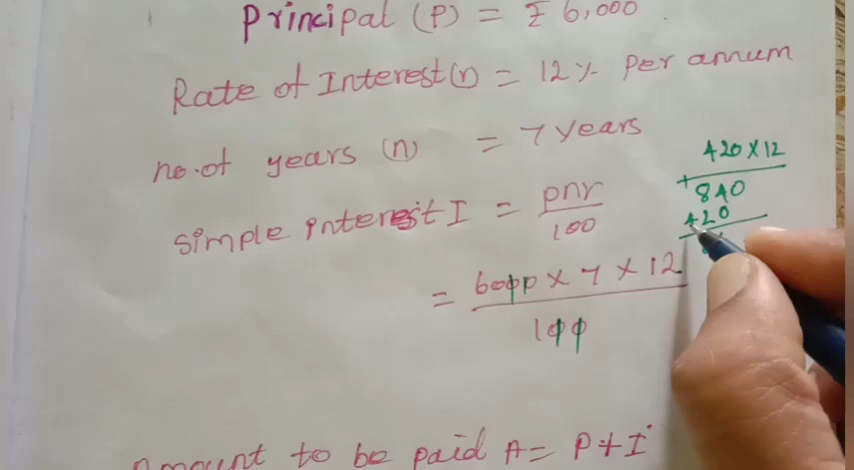 Principal (P) = ₹ 6,000
Rate of Interest (r) = 12% Per annum
no. of years (n) = 7 years
simple interest I = pnr
100
= 6000 x 7 x 12
100
420 x 12
+ 840
420
Amount to be paid A = P + I